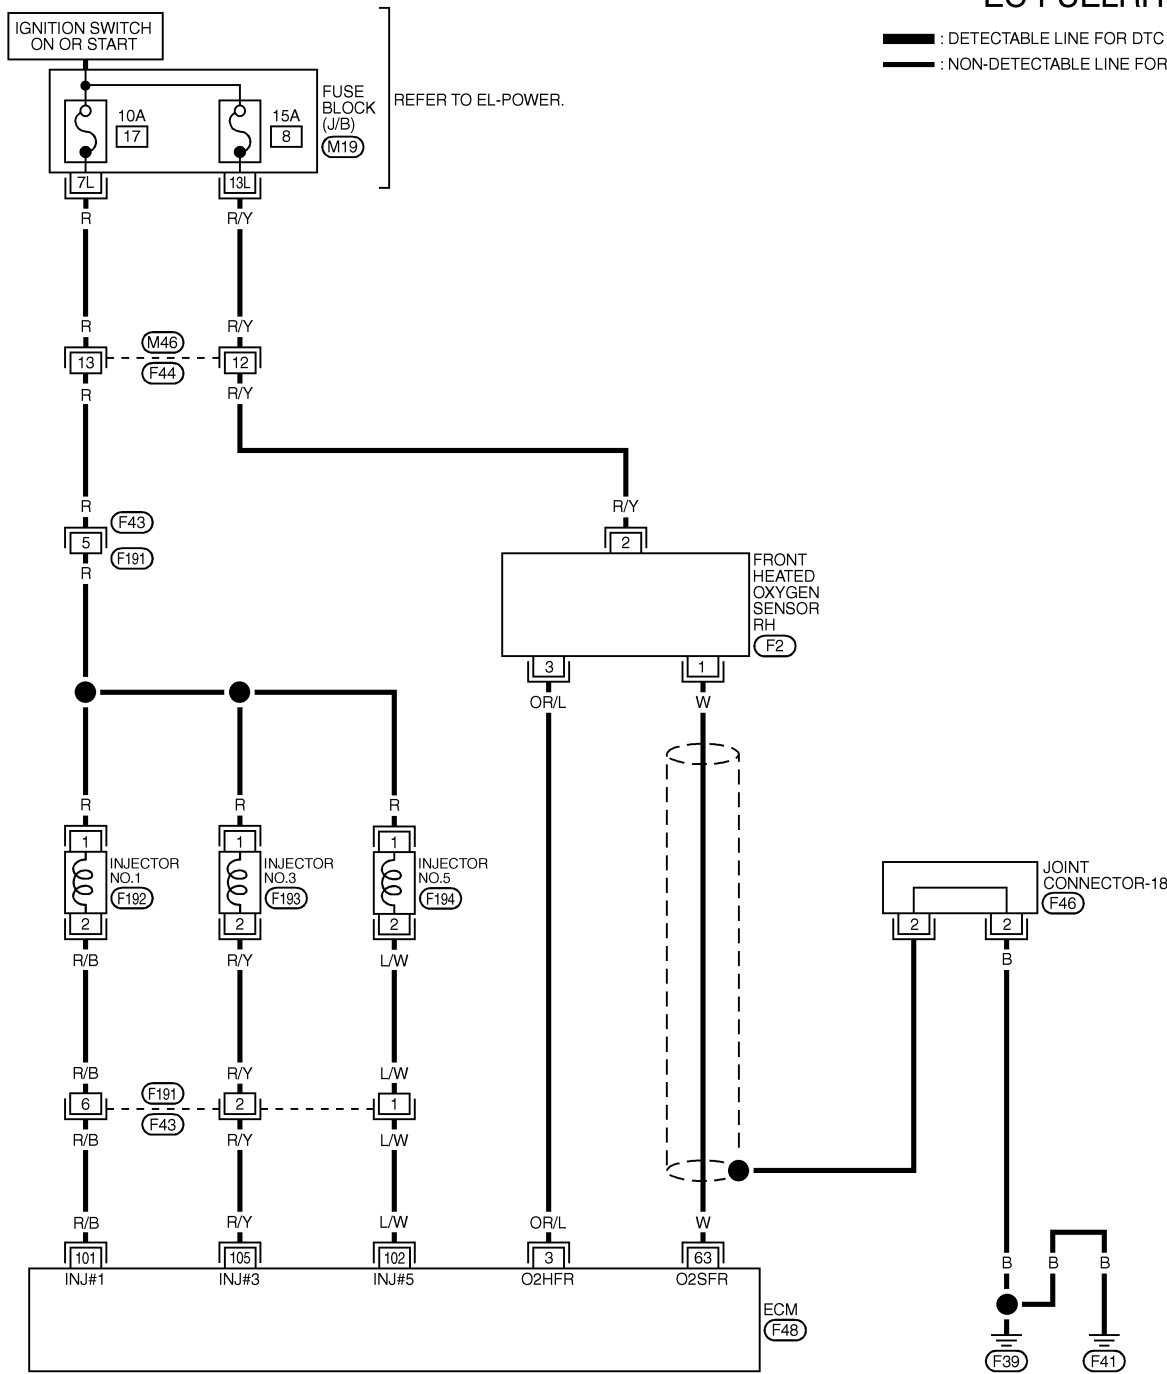 IGNITION SWITCH
ON OR START
: DETECTABLE LINE FOR DTC
: NON-DETECTABLE LINE FOR
10A
17
15A
8
FUSE
BLOCK
(J/B)
M19
REFER TO EL-POWER.
7L
13L
R
R/Y
R
R/Y
13
M46
F44
12
R
R/Y
R
R/Y
5
F43
F191
2
R
FRONT
HEATED
OXYGEN
SENSOR
RH
F2
3
1
OR/L
W
R
R
R
1
1
1
INJECTOR
NO.1
F192
INJECTOR
NO.3
F193
INJECTOR
NO.5
F194
JOINT
CONNECTOR-18
F46
2
2
2
2
2
R/B
R/Y
L/W
B
R/B
R/Y
L/W
6
F191
F43
2
1
R/B
R/Y
L/W
R/B
R/Y
L/W
OR/L
W
101
105
102
3
63
INJ#1
INJ#3
INJ#5
O2HFR
O2SFR
ECM
F48
B
B
B
F39
F41